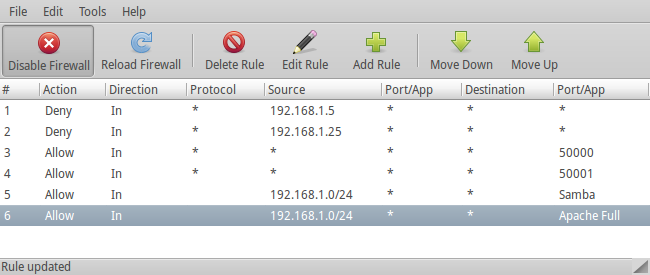 File Edit Tools Help
Disable Firewall Reload Firewall Delete Rule Edit Rule Add Rule Move Down Move Up
# Action Direction Protocol Source Port/App Destination Port/App
1 Deny In * 192.168.1.5 * * *
2 Deny In * 192.168.1.25 * * *
3 Allow In * * * * 50000
4 Allow In * * * * 50001
5 Allow In 192.168.1.0/24 * * Samba
6 Allow In 192.168.1.0/24 * * Apache Full
Rule updated